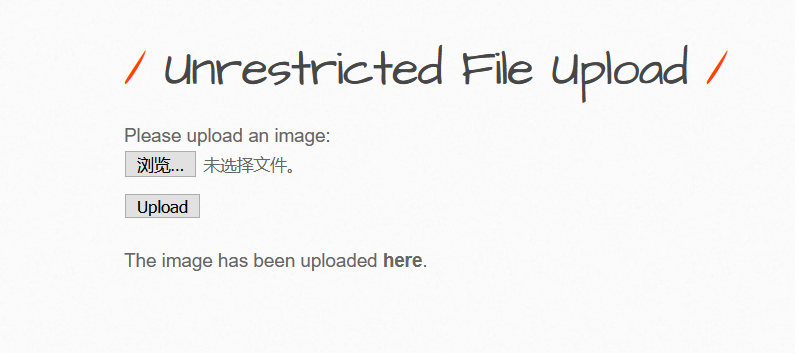 / Unrestricted File Upload /
Please upload an image:
浏览... 未选择文件。
Upload
The image has been uploaded here.